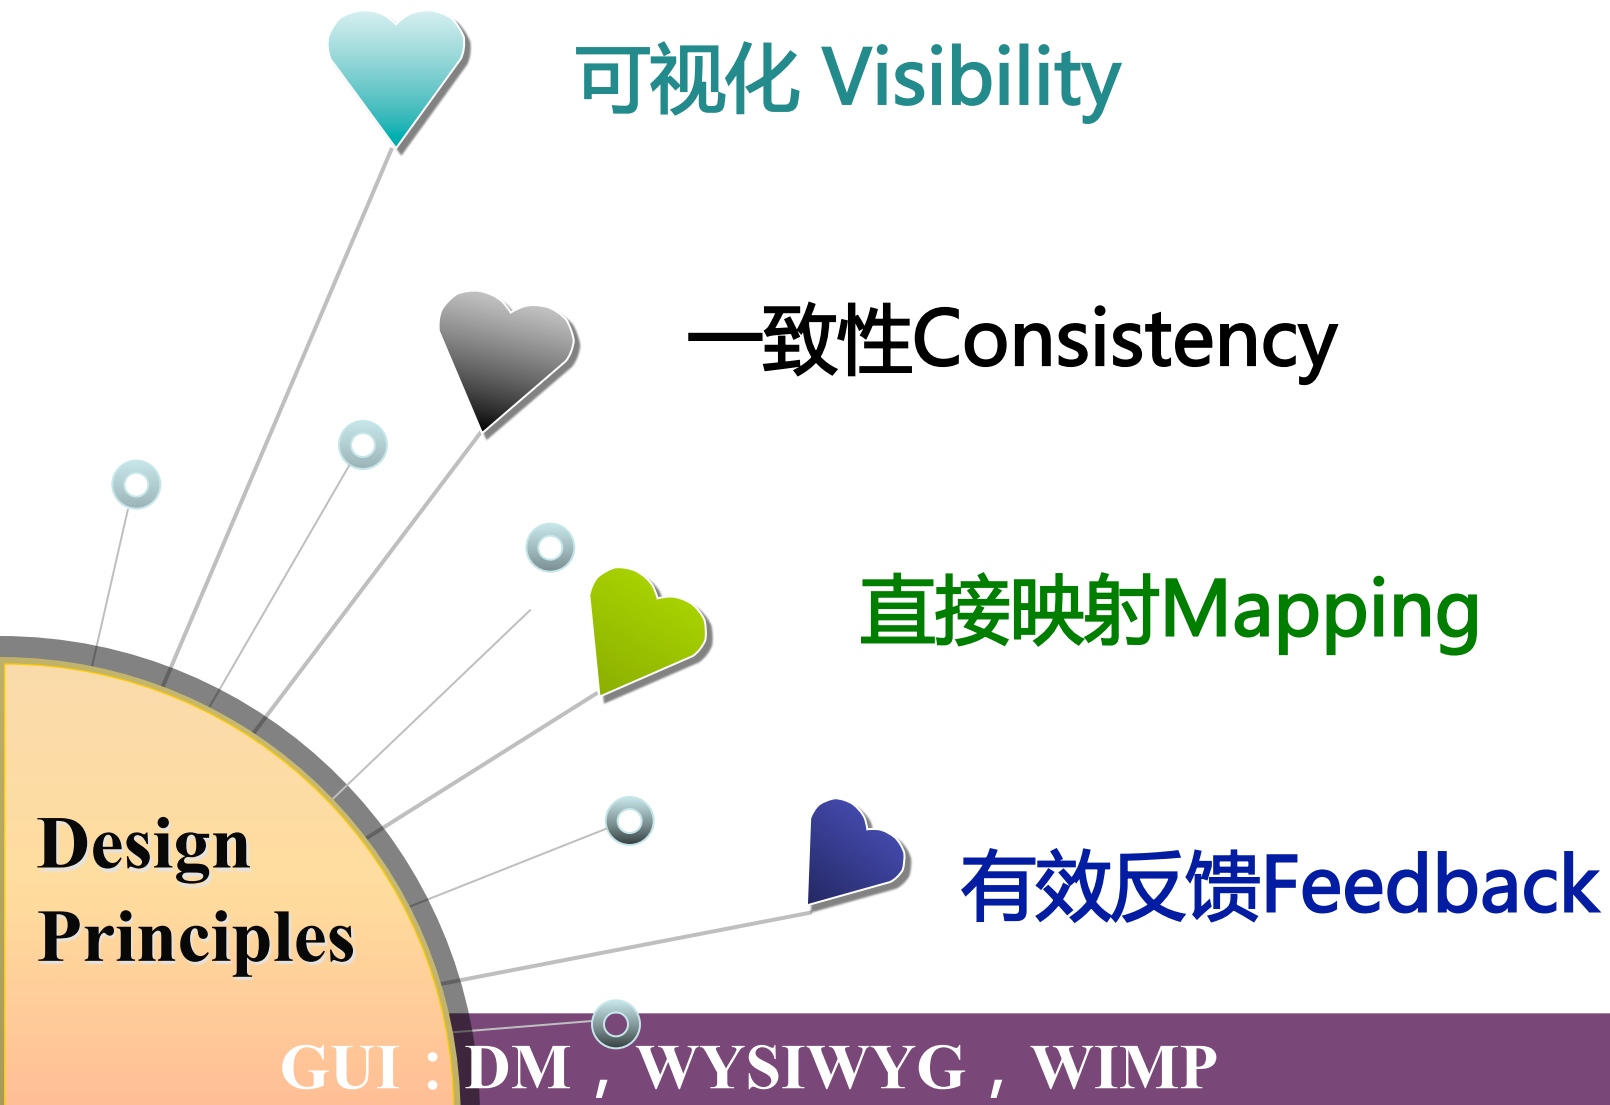 可视化 Visibility
一致性Consistency
直接映射Mapping
有效反馈Feedback
Design
Principles
GUI：DM，WYSIWYG，WIMP